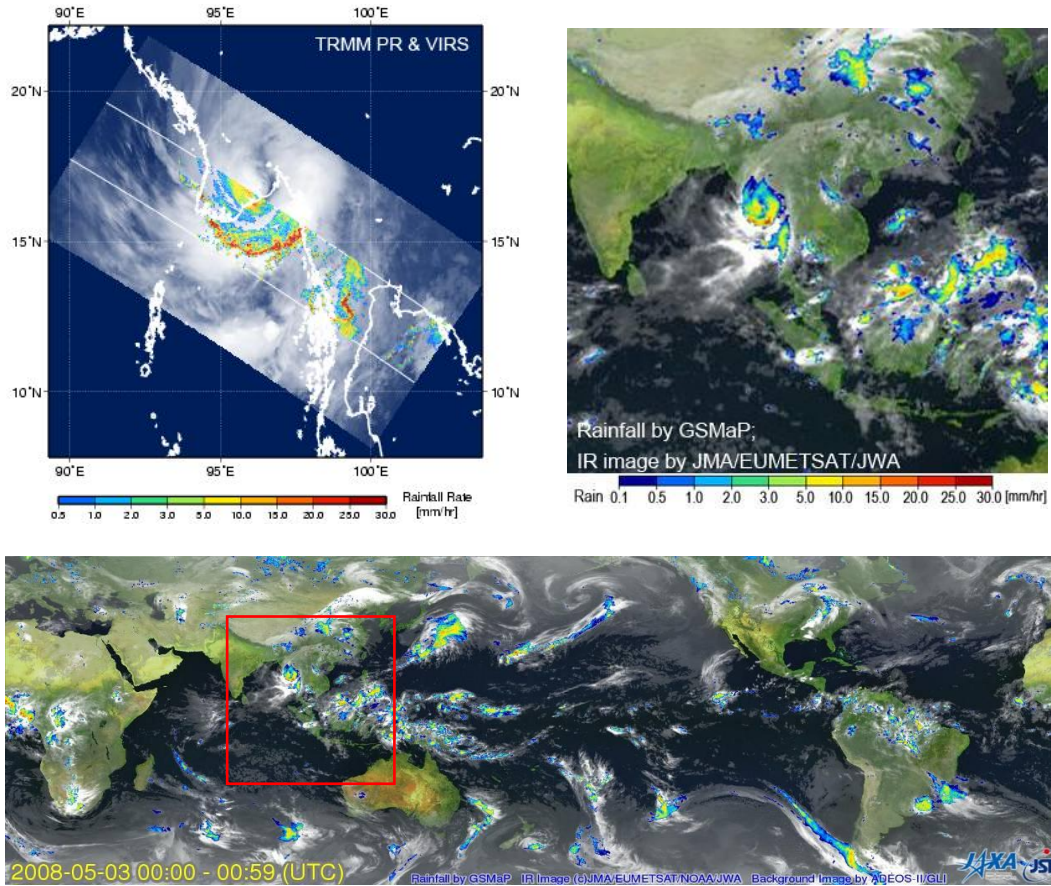 90˚E 95˚E 100˚E
TRMM PR & VIRS
20˚N 20˚N
15˚N 15˚N
10˚N 10˚N
90˚E 95˚E 100˚E
Rainfall Rate
[mm/hr]
0.5 1.0 2.0 3.0 5.0 10.0 15.0 20.0 25.0 30.0
Rainfall by GSMaP;
IR image by JMA/EUMETSAT/JWA
Rain 0.1 0.5 1.0 2.0 3.0 5.0 10.0 15.0 20.0 25.0 30.0 [mm/hr]
2008-05-03 00:00 - 00:59 (UTC)
Rainfall by GSMaP IR Image (c)JMA/EUMETSAT/NOAA/JWA Background Image by ADEOS-II/GLI
JAXA JS